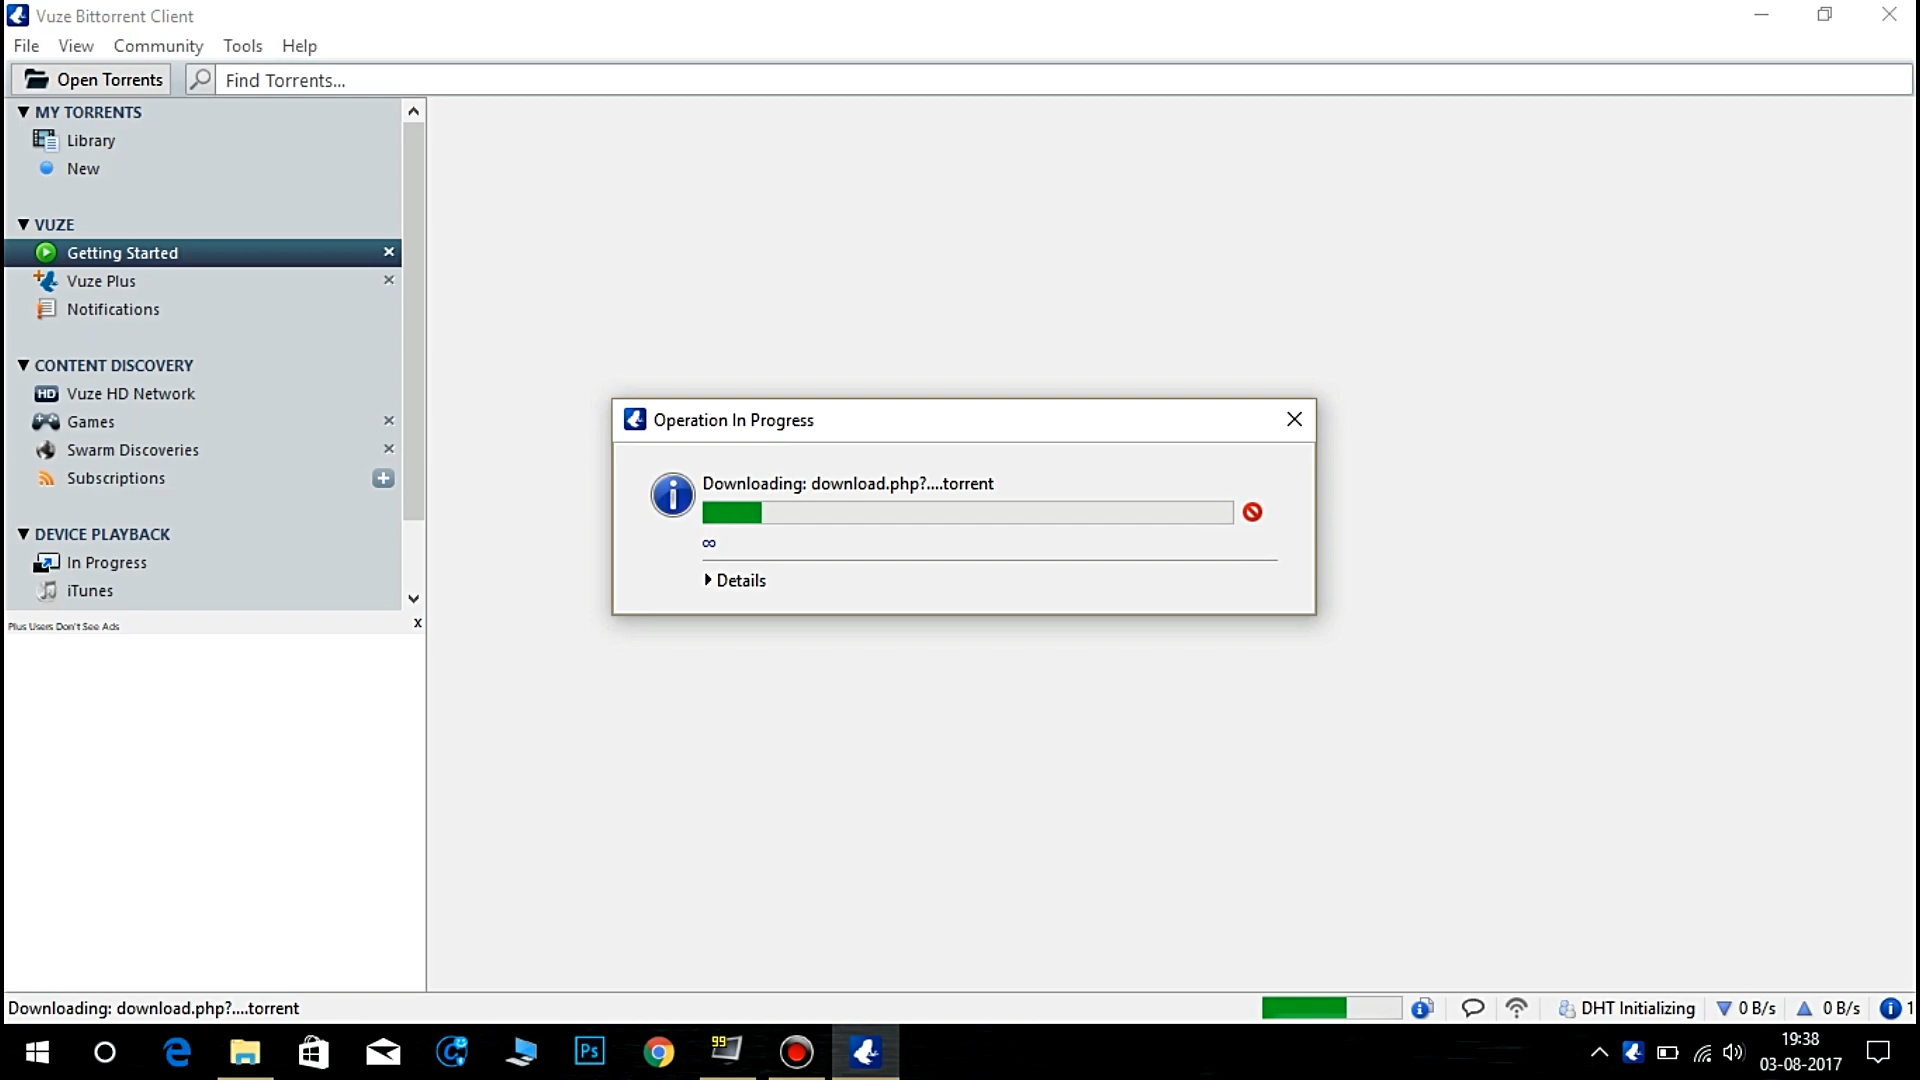 Vuze Bittorrent Client
File View Community Tools Help
Open Torrents Find Torrents...
MY TORRENTS
Library
New
VUZE
Getting Started
Vuze Plus
Notifications
CONTENT DISCOVERY
HD Vuze HD Network
Games
Swarm Discoveries
Subscriptions
DEVICE PLAYBACK
In Progress
iTunes
Plus Users Don't See Ads x
Operation In Progress
Downloading: download.php?....torrent
∞
Details
Downloading: download.php?....torrent DHT Initializing 0 B/s 0 B/s 1
Ps 99 19:38
03-08-2017